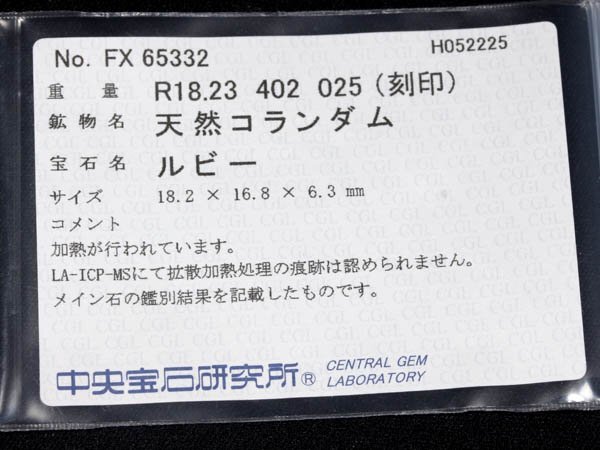 No. FX 65332 H052225
重量 R18.23 402 025 (刻印)
鉱物名 天然コランダム
宝石名 ルビー
サイズ 18.2 × 16.8 × 6.3 mm
コメント
加熱が行われています。
LA-ICP-MSにて拡散加熱処理の痕跡は認められません。
メイン石の鑑別結果を記載したものです。
中央宝石研究所® CENTRAL GEM
LABORATORY